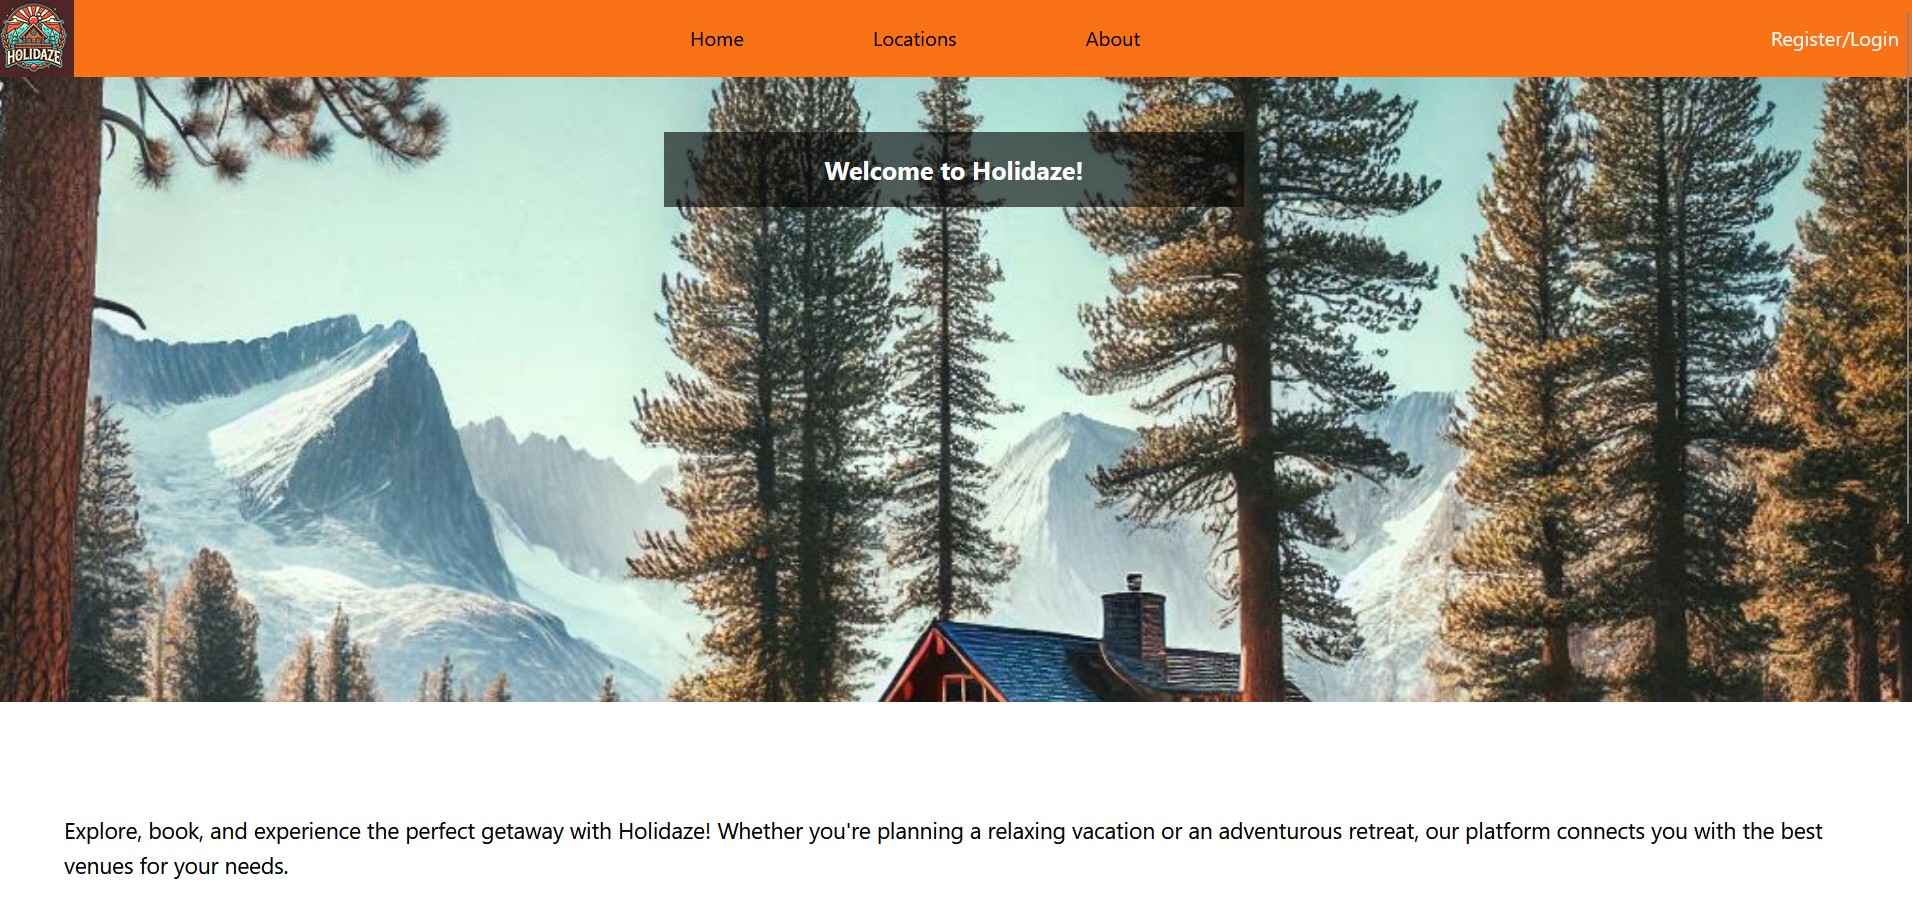 HOLIDAZE
Home
Locations
About
Register/Login
Welcome to Holidaze!
Explore, book, and experience the perfect getaway with Holidaze! Whether you're planning a relaxing vacation or an adventurous retreat, our platform connects you with the best
venues for your needs.